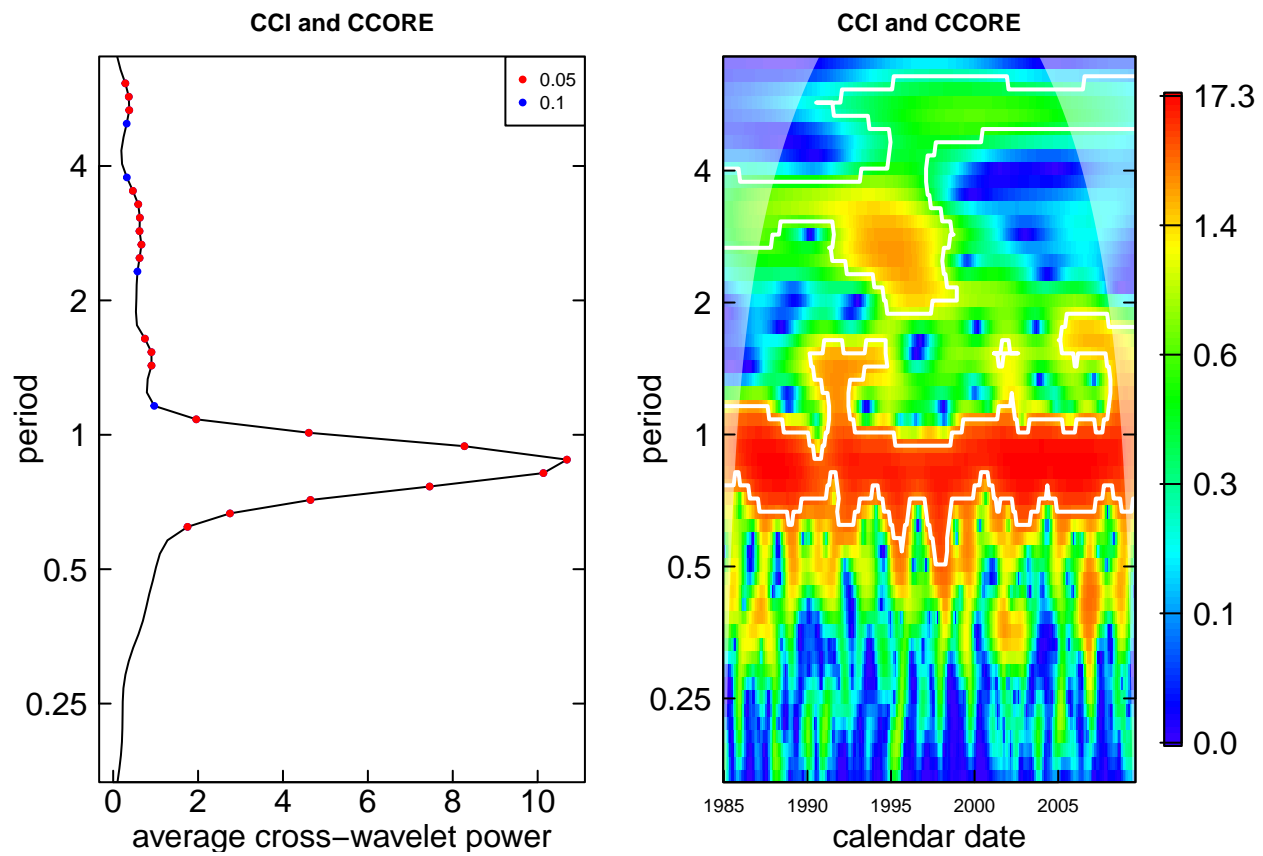 CCI and CCORE
0.05
0.1
4
2
1
0.5
0.25
period
0 2 4 6 8 10
average cross−wavelet power
CCI and CCORE
4
2
1
0.5
0.25
period
1985 1990 1995 2000 2005
calendar date
17.3
1.4
0.6
0.3
0.1
0.0